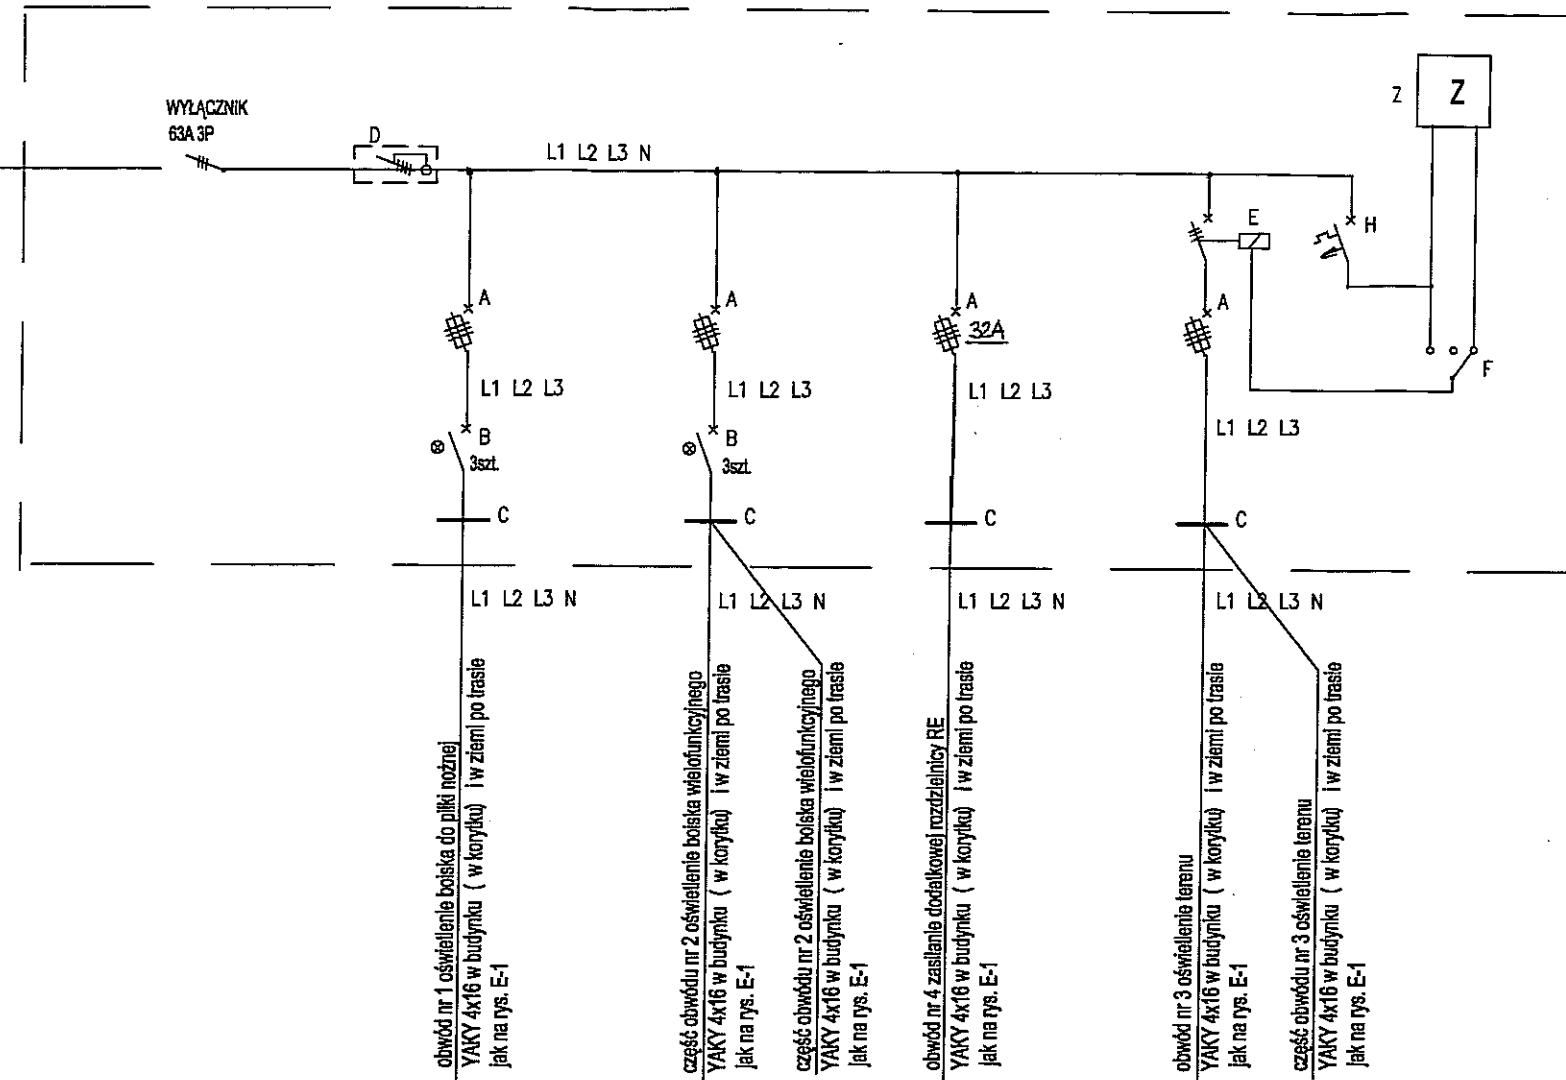 WYŁĄCZNIK
63A 3P
D
L1 L2 L3 N
Z
Z
E
H
F
A
A
A
32A
A
L1 L2 L3
L1 L2 L3
L1 L2 L3
L1 L2 L3
B
3szt.
B
3szt.
C
C
C
C
L1 L2 L3 N
L1 L2 L3 N
L1 L2 L3 N
L1 L2 L3 N
obwód nr 1 oświetlenie boiska do piłki nożnej
YAKY 4x16 w budynku ( w korytku) i w ziemi po trasie
jak na rys. E-1
część obwódu nr 2 oświetlenie boiska wielofunkcyjnego
YAKY 4x16 w budynku ( w korytku) i w ziemi po trasie
jak na rys. E-1
część obwódu nr 2 oświetlenie boiska wielofunkcyjnego
YAKY 4x16 w budynku ( w korytku) i w ziemi po trasie
jak na rys. E-1
obwód nr 4 zasilanie dodatkowej rozdzielnicy RE
YAKY 4x16 w budynku ( w korytku) i w ziemi po trasie
jak na rys. E-1
obwód nr 3 oświetlenie terenu
YAKY 4x16 w budynku ( w korytku) i w ziemi po trasie
jak na rys. E-1
część obwódu nr 3 oświetlenie terenu
YAKY 4x16 w budynku ( w korytku) i w ziemi po trasie
jak na rys. E-1